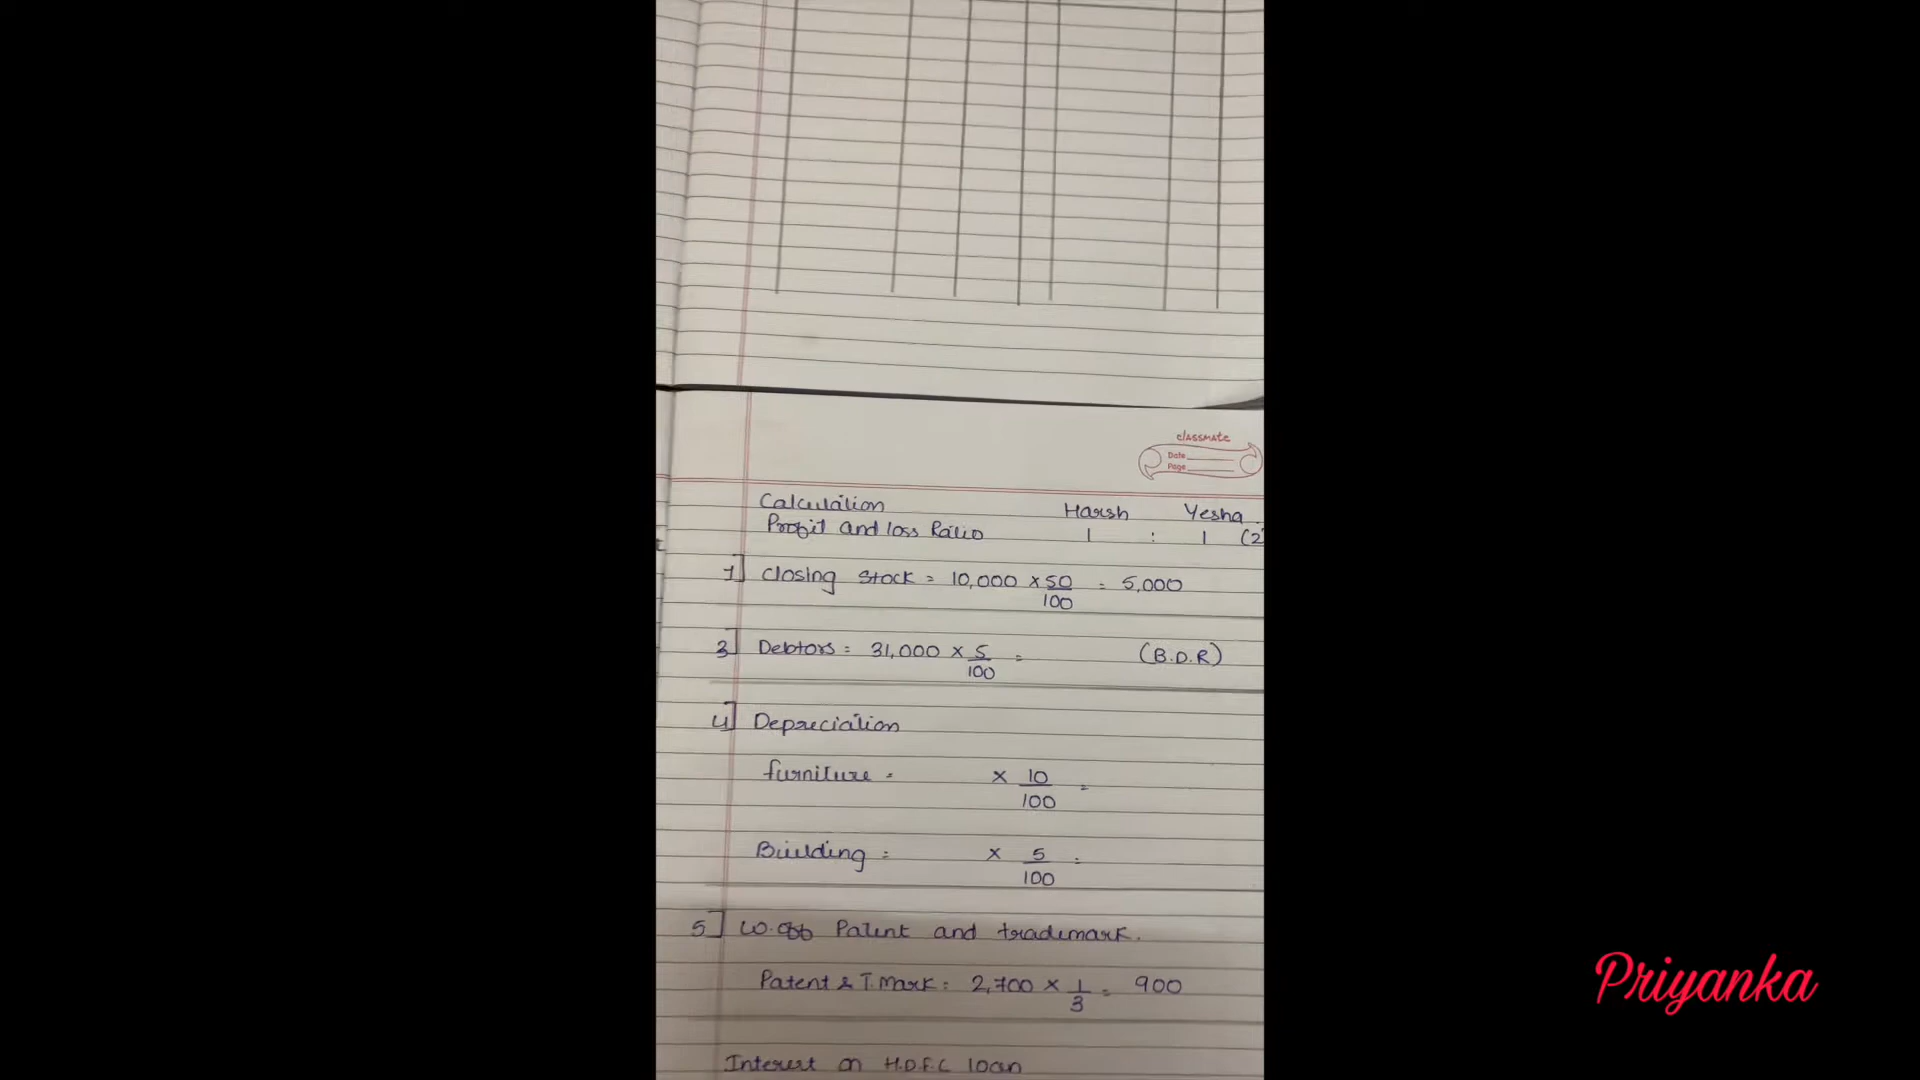 classmate
Date
Page
Calculation Harsh Yesha
Profit and loss Ratio 1 : 1 (2
1] Closing stock = 10,000 × 50/100 = 5,000
3] Debtors = 31,000 × 5/100 = (B.D.R)
4] Depreciation
furniture = × 10/100 =
Building = × 5/100 =
5] W.off Patent and trademark.
Patent & T.Mark = 2,700 × 1/3 = 900
Interest on H.D.F.C loan
Priyanka